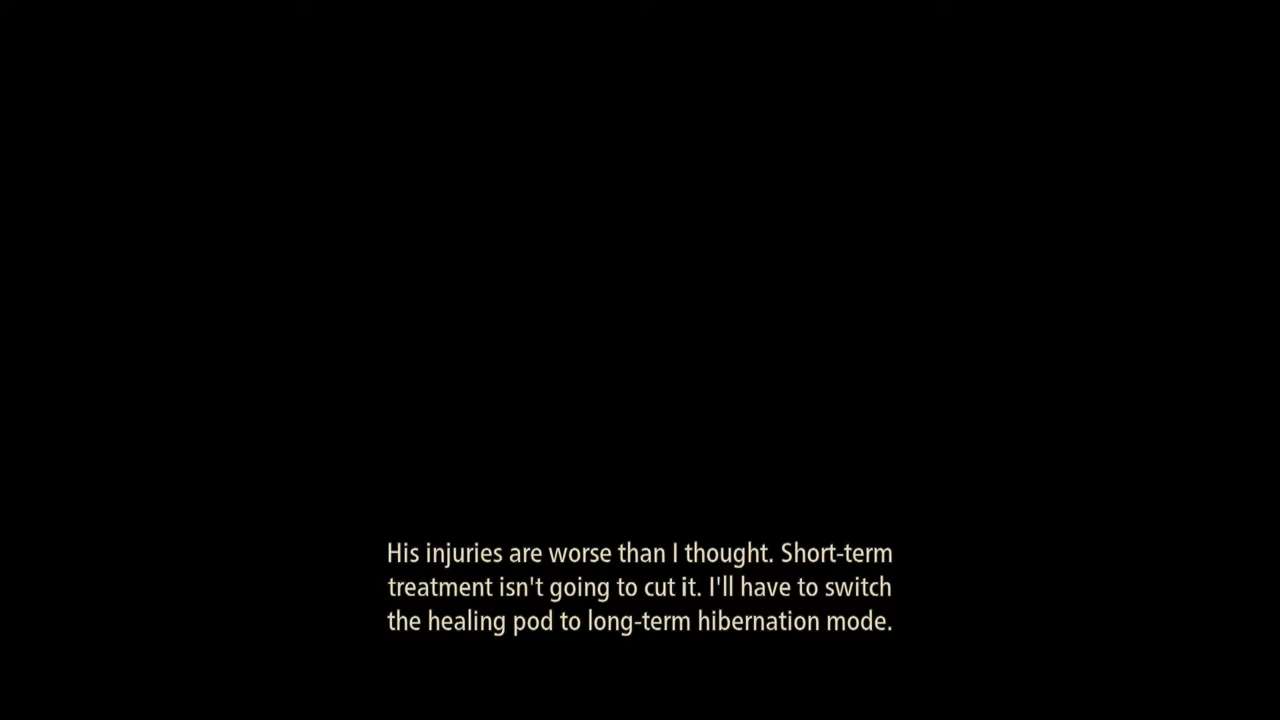 His injuries are worse than I thought. Short-term
treatment isn't going to cut it. I'll have to switch
the healing pod to long-term hibernation mode.